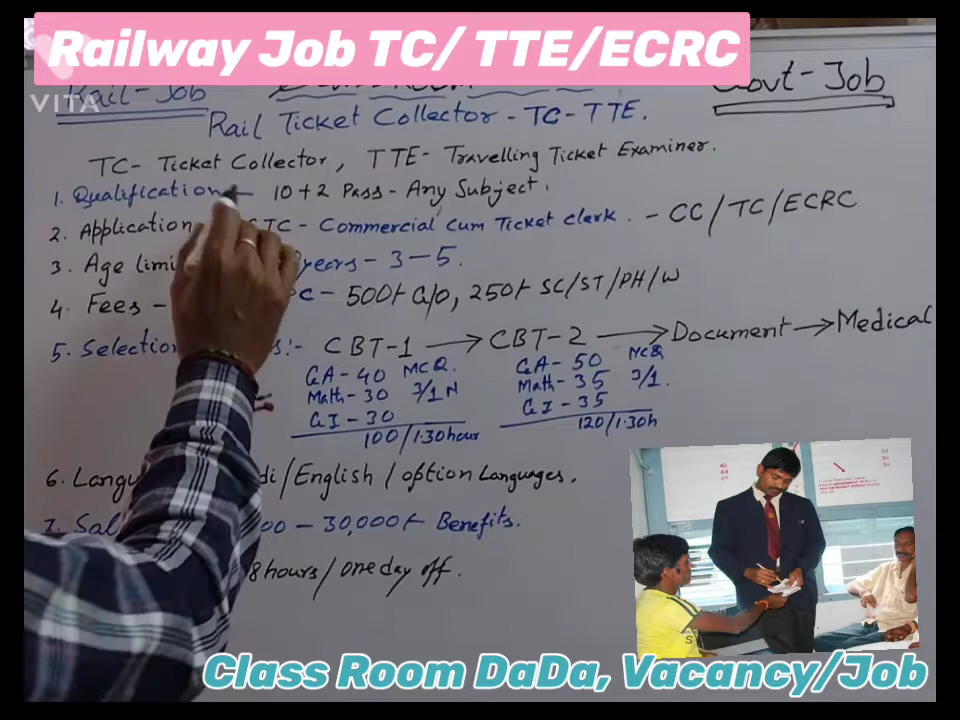 Railway Job TC/ TTE/ECRC
VITA
Rail-Job
Govt-Job
Rail Ticket Collector - TC-TTE.
TC- Ticket Collector, TTE- Travelling Ticket Examiner.
1. Qualification - 10+2 Pass - Any Subject.
2. Application TC - Commercial Cum Ticket clerk. - CC/TC/ECRC
3. Age limi years - 3-5.
4. Fees - 500/- G/O, 250/- SC/ST/PH/W
5. Selection :- CBT-1 → CBT-2 → Document → Medical
GA - 40 MCQ. GA - 50 MCQ
Math - 30 3/1 N Math - 35 3/1.
GI - 30 GI - 35
100/1.30hour 120/1.30h
6. Langu di/English/option Languages.
7. Sal 00 - 30,000/- Benefits.
8hours/one day off.
Class Room DaDa, Vacancy/Job